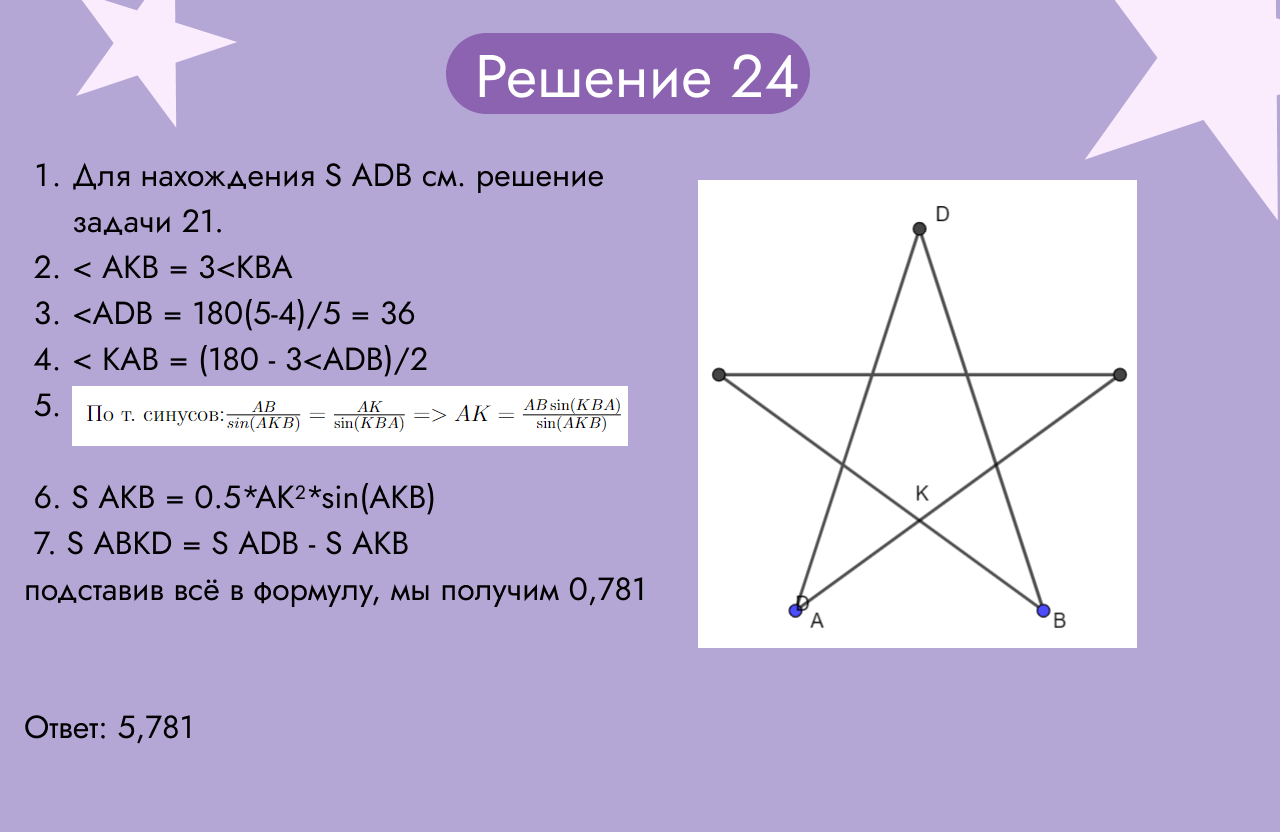 Решение 24
1. Для нахождения S ADB см. решение
задачи 21.
2. < AKB = 3<KBA
3. <ADB = 180(5-4)/5 = 36
4. < KAB = (180 - 3<ADB)/2
5. По т. синусов: AB/sin(AKB) = AK/sin(KBA) => AK = AB sin(KBA)/sin(AKB)
6. S AKB = 0.5*AK²*sin(AKB)
7. S ABKD = S ADB - S AKB
подставив всё в формулу, мы получим 0,781
Ответ: 5,781
D
K
D
A
B